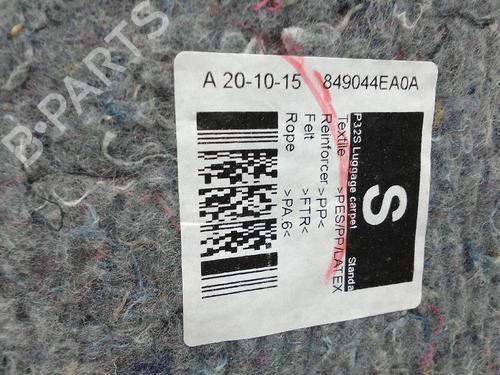 A 20-10-15 849044EA0A
P32S Luggage carpet Standa
S
Textile >PES/PP/LATEX
Reinforcer >PP<
Felt >FTR<
Rope >PA.6<
B-PARTS